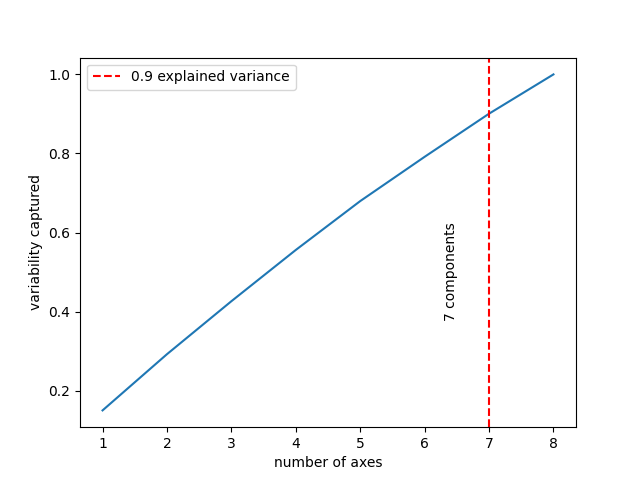 0.9 explained variance
1.0
0.8
0.6
0.4
0.2
variability captured
7 components
1 2 3 4 5 6 7 8
number of axes